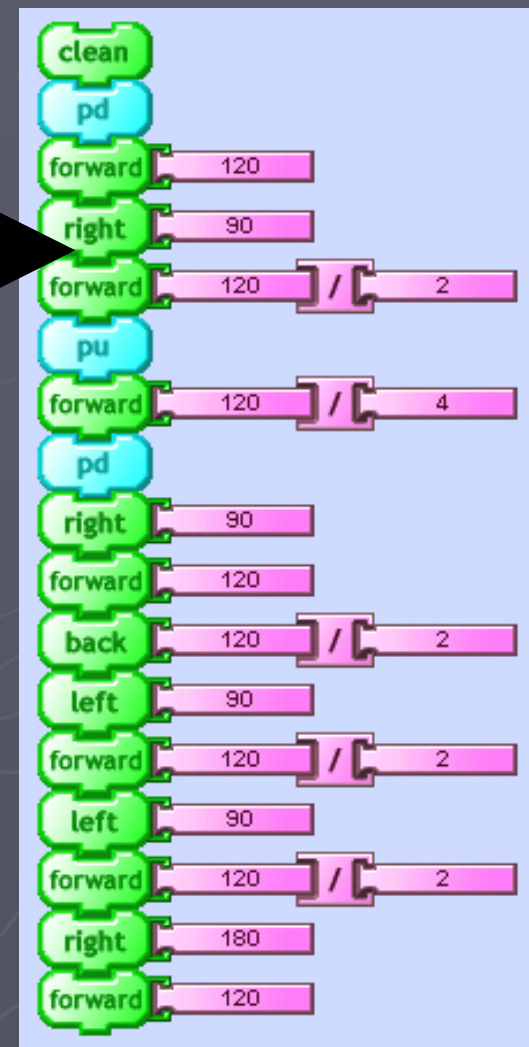 clean
pd
forward 120
right 90
forward 120 / 2
pu
forward 120 / 4
pd
right 90
forward 120
back 120 / 2
left 90
forward 120 / 2
left 90
forward 120 / 2
right 180
forward 120